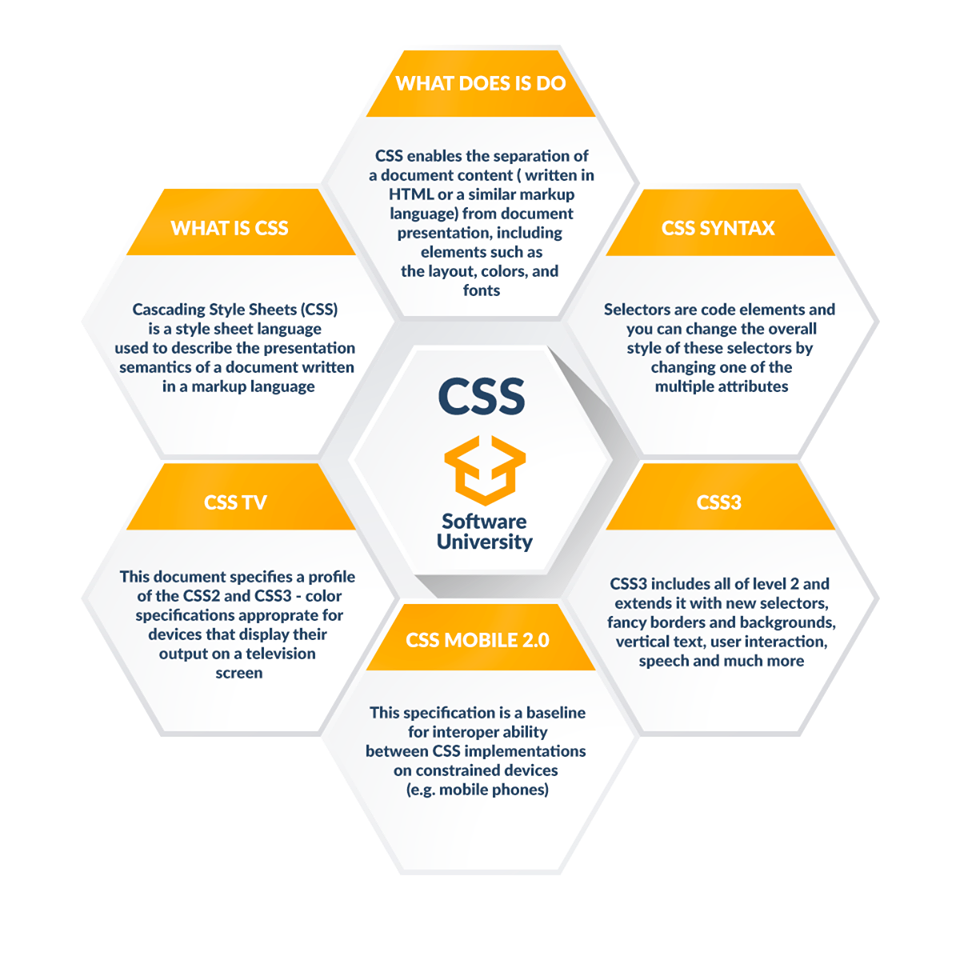 WHAT DOES IS DO
CSS enables the separation of
a document content ( written in
HTML or a similar markup
language) from document
presentation, including
elements such as
the layout, colors, and
fonts
WHAT IS CSS
Cascading Style Sheets (CSS)
is a style sheet language
used to describe the presentation
semantics of a document written
in a markup language
CSS SYNTAX
Selectors are code elements and
you can change the overall
style of these selectors by
changing one of the
multiple attributes
CSS
Software
University
CSS TV
This document specifies a profile
of the CSS2 and CSS3 - color
specifications approprate for
devices that display their
output on a television
screen
CSS3
CSS3 includes all of level 2 and
extends it with new selectors,
fancy borders and backgrounds,
vertical text, user interaction,
speech and much more
CSS MOBILE 2.0
This specification is a baseline
for interoper ability
between CSS implementations
on constrained devices
(e.g. mobile phones)